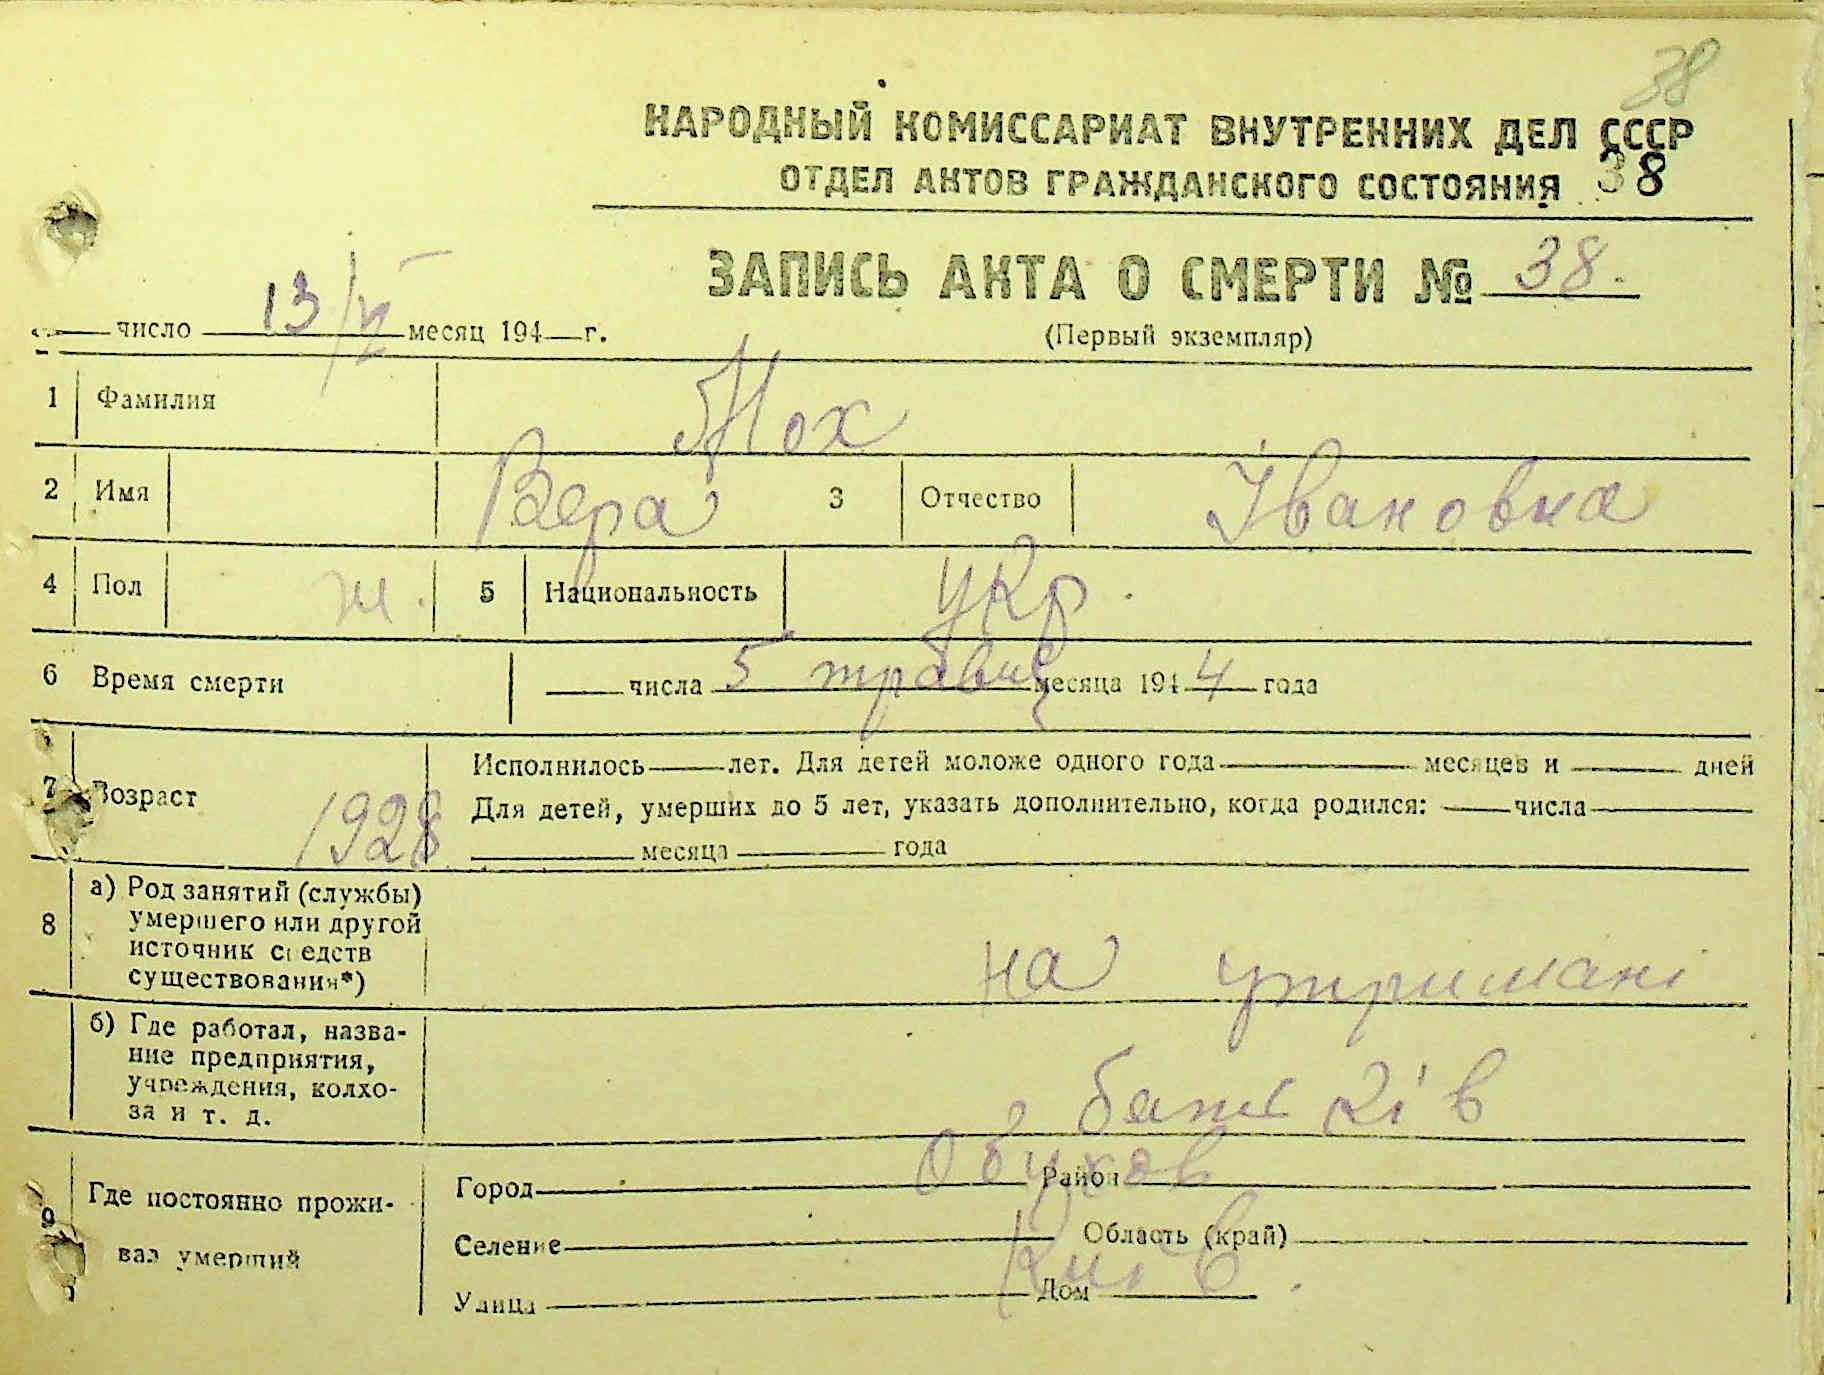 38
НАРОДНЫЙ КОМИССАРИАТ ВНУТРЕННИХ ДЕЛ СССР
ОТДЕЛ АКТОВ ГРАЖДАНСКОГО СОСТОЯНИЯ 38
ЗАПИСЬ АКТА О СМЕРТИ № 38.
число 13/V месяц 194 г.
(Первый экземпляр)
1 Фамилия Мох
2 Имя Вера 3 Отчество Івановна
4 Пол ж. 5 Национальность укр.
6 Время смерти числа 5 травня месяца 1944 года
7 Возраст 1928 Исполнилось лет. Для детей моложе одного года месяцев и дней
Для детей, умерших до 5 лет, указать дополнительно, когда родился: числа
месяца года
8 а) Род занятий (службы)
умершего или другой
источник средств
существования*) на утримані
б) Где работал, назва-
ние предприятия,
учреждения, колхо-
за и т. д. батьків
9 Где постоянно прожи-
вал умерший
Город Обухов Район
Селение Область (край)
Київ.
Улица Дом